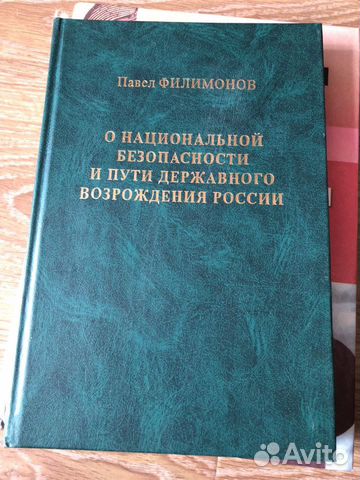 Павел ФИЛИМОНОВ
О НАЦИОНАЛЬНОЙ
БЕЗОПАСНОСТИ
И ПУТИ ДЕРЖАВНОГО
ВОЗРОЖДЕНИЯ РОССИИ
Avito